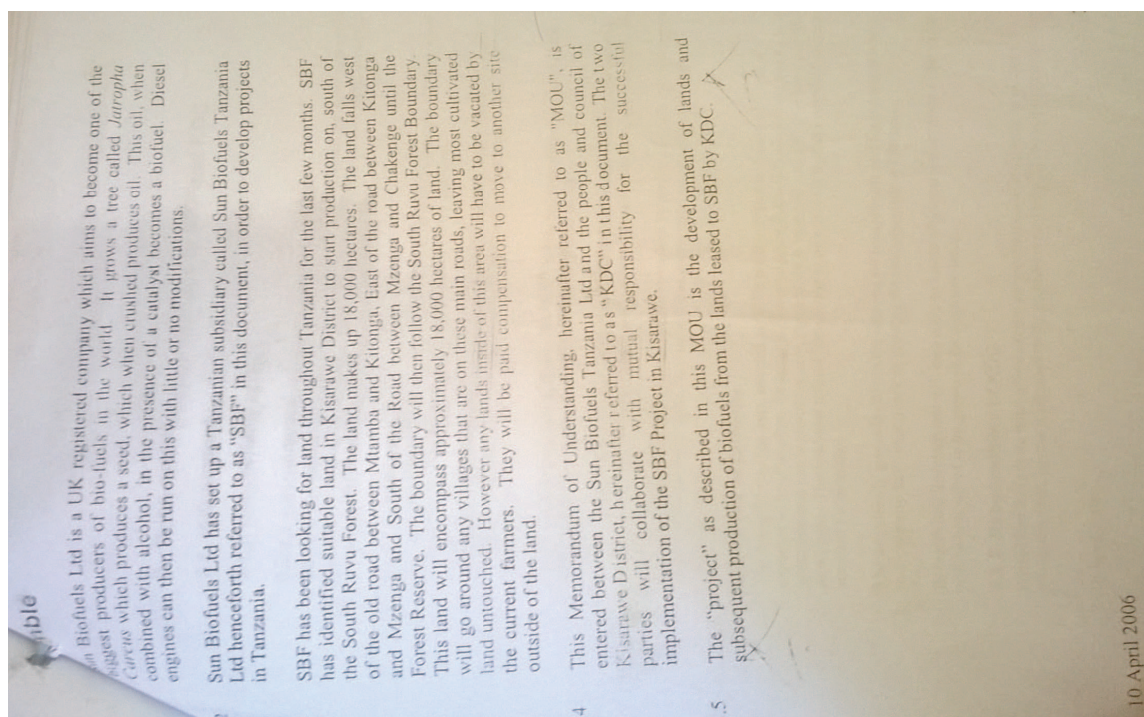 mble
Biofuels Ltd is a UK registered company which aims to become one of the
ggest producers of bio-fuels in the world. It grows a tree called Jatropha
Curcus which produces a seed, which when crushed produces oil. This oil, when
combined with alcohol, in the presence of a catalyst becomes a biofuel. Diesel
engines can then be run on this with little or no modifications.
Sun Biofuels Ltd has set up a Tanzanian subsidiary called Sun Biofuels Tanzania
Ltd henceforth referred to as “SBF” in this document, in order to develop projects
in Tanzania.
SBF has been looking for land throughout Tanzania for the last few months. SBF
has identified suitable land in Kisarawe District to start production on, south of
the South Ruvu Forest. The land makes up 18,000 hectares. The land falls west
of the old road between Mtamba and Kitonga, East of the road between Kitonga
and Mzenga and South of the Road between Mzenga and Chakenge until the
Forest Reserve. The boundary will then follow the South Ruvu Forest Boundary.
This land will encompass approximately 18,000 hectares of land. The boundary
will go around any villages that are on these main roads, leaving most cultivated
land untouched. However any lands inside of this area will have to be vacated by
the current farmers. They will be paid compensation to move to another site
outside of the land.
4 This Memorandum of Understanding, hereinafter referred to as "MOU", is
entered between the Sun Biofuels Tanzania Ltd and the people and council of
Kisarawe District, hereinafter referred to as “KDC” in this document. The two
parties will collaborate with mutual responsibility for the successful
implementation of the SBF Project in Kisarawe.
.5 The "project" as described in this MOU is the development of lands and
subsequent production of biofuels from the lands leased to SBF by KDC.
10 April 2006